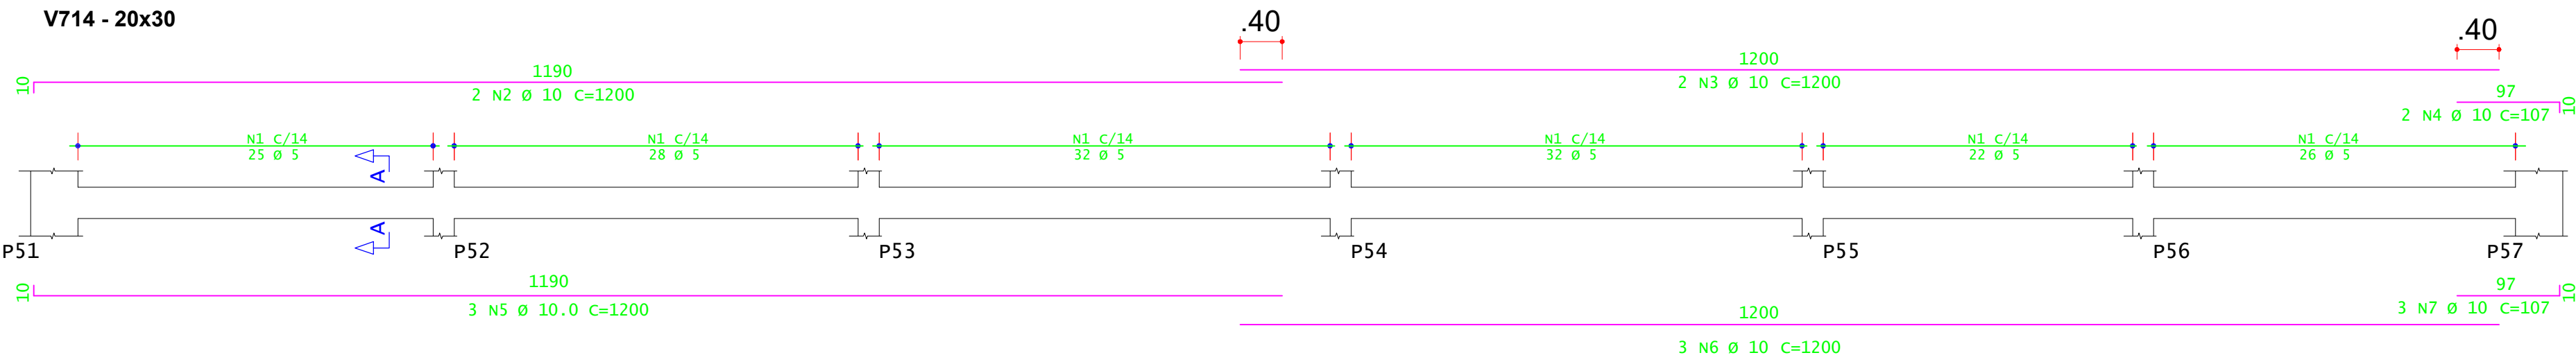 V714 - 20x30
.40
.40
1190
1200
10
2 N2 Ø 10 C=1200
2 N3 Ø 10 C=1200
97
2 N4 Ø 10 C=107
10
N1 C/14
25 Ø 5
N1 C/14
28 Ø 5
N1 C/14
32 Ø 5
N1 C/14
32 Ø 5
N1 C/14
22 Ø 5
N1 C/14
26 Ø 5
A
A
P51
P52
P53
P54
P55
P56
P57
1190
10
3 N5 Ø 10.0 C=1200
97
10
3 N7 Ø 10 C=107
1200
3 N6 Ø 10 C=1200